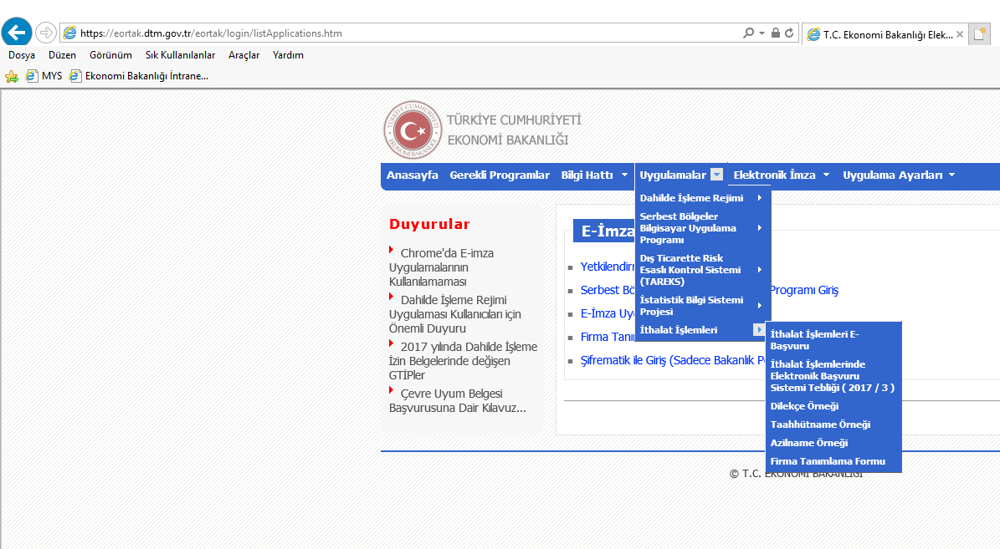 https://eortak.dtm.gov.tr/eortak/login/listApplications.htm
T.C. Ekonomi Bakanlığı Elek...
Dosya Düzen Görünüm Sık Kullanılanlar Araçlar Yardım
MYS Ekonomi Bakanlığı İntrane...
TÜRKİYE CUMHURİYETİ
EKONOMİ BAKANLIĞI
Anasayfa Gerekli Programlar Bilgi Hattı Uygulamalar Elektronik İmza Uygulama Ayarları
Duyurular
Chrome'da E-imza
Uygulamalarının
Kullanılamaması
Dahilde İşleme Rejimi
Uygulaması Kullanıcıları için
Önemli Duyuru
2017 yılında Dahilde İşleme
İzin Belgelerinde değişen
GTİPler
Çevre Uyum Belgesi
Başvurusuna Dair Kılavuz...
E-İmza
Yetkilendir
Serbest Bö Programı Giriş
E-İmza Uy
Firma Tanı
Şifrematik ile Giriş (Sadece Bakanlık P
Dahilde İşleme Rejimi
Serbest Bölgeler
Bilgisayar Uygulama
Programı
Dış Ticarette Risk
Esaslı Kontrol Sistemi
(TAREKS)
İstatistik Bilgi Sistemi
Projesi
İthalat İşlemleri
İthalat İşlemleri E-
Başvuru
İthalat İşlemlerinde
Elektronik Başvuru
Sistemi Tebliği ( 2017 / 3 )
Dilekçe Örneği
Taahhütname Örneği
Azilname Örneği
Firma Tanımlama Formu
© T.C. EKONOMİ BAKANLIĞI